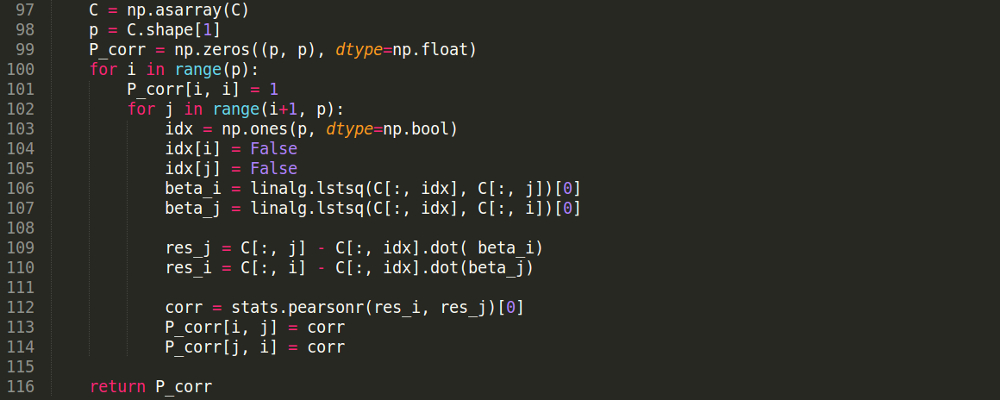 97 C = np.asarray(C)
98 p = C.shape[1]
99 P_corr = np.zeros((p, p), dtype=np.float)
100 for i in range(p):
101 P_corr[i, i] = 1
102 for j in range(i+1, p):
103 idx = np.ones(p, dtype=np.bool)
104 idx[i] = False
105 idx[j] = False
106 beta_i = linalg.lstsq(C[:, idx], C[:, j])[0]
107 beta_j = linalg.lstsq(C[:, idx], C[:, i])[0]
108
109 res_j = C[:, j] - C[:, idx].dot( beta_i)
110 res_i = C[:, i] - C[:, idx].dot(beta_j)
111
112 corr = stats.pearsonr(res_i, res_j)[0]
113 P_corr[i, j] = corr
114 P_corr[j, i] = corr
115
116 return P_corr